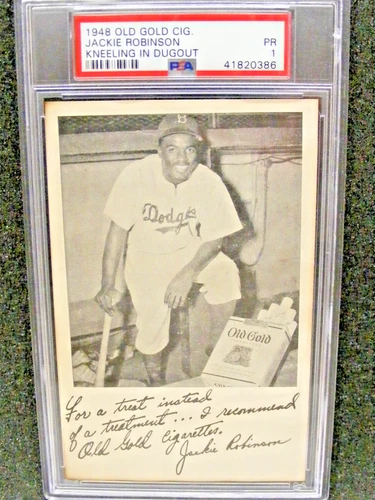 1948 OLD GOLD CIG.
JACKIE ROBINSON PR
KNEELING IN DUGOUT 1
PSA 41820386
B
Dodgers
Old Gold
For a treat instead
of a treatment... I recommend
Old Gold Cigarettes.
Jackie Robinson